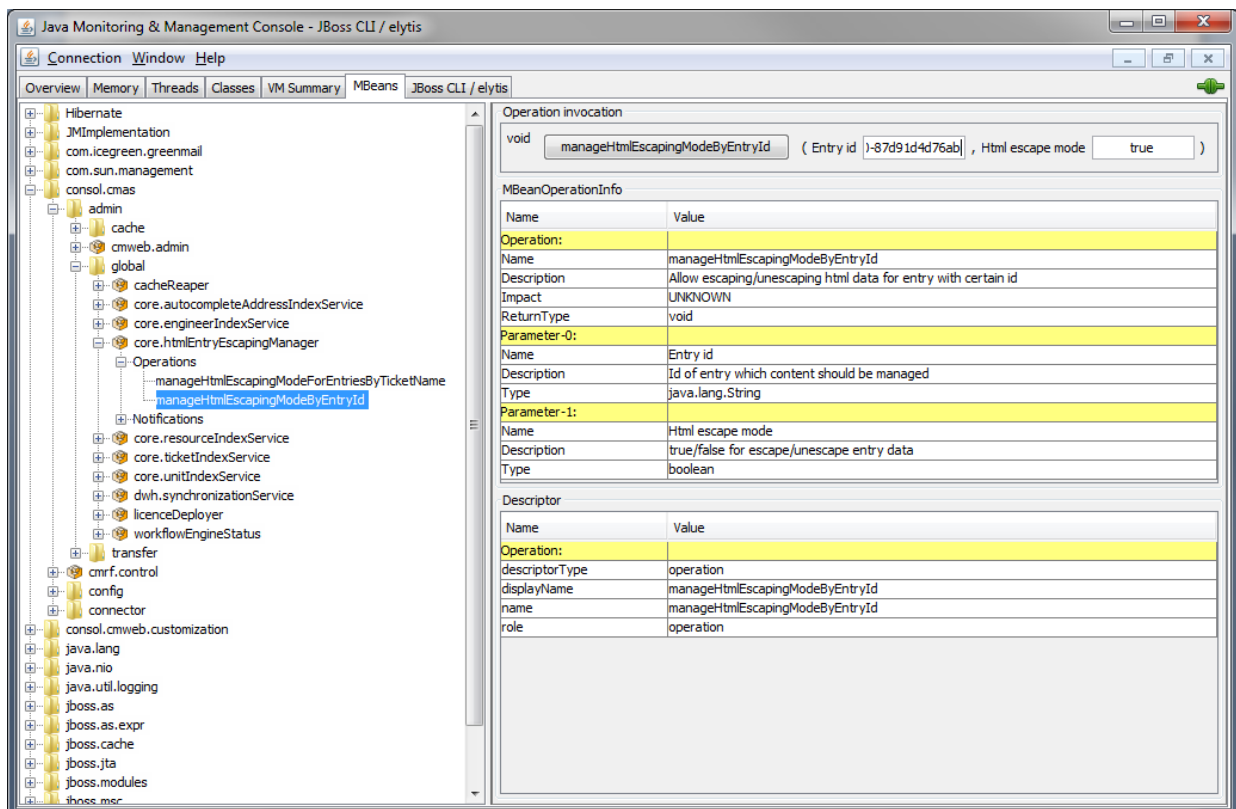 Java Monitoring & Management Console - JBoss CLI / elytis
Connection Window Help
Overview Memory Threads Classes VM Summary MBeans JBoss CLI / elytis
Hibernate
JMImplementation
com.icegreen.greenmail
com.sun.management
consol.cmas
admin
cache
cmweb.admin
global
cacheReaper
core.autocompleteAddressIndexService
core.engineerIndexService
core.htmlEntryEscapingManager
Operations
manageHtmlEscapingModeForEntriesByTicketName
manageHtmlEscapingModeByEntryId
Notifications
core.resourceIndexService
core.ticketIndexService
core.unitIndexService
dwh.synchronizationService
licenceDeployer
workflowEngineStatus
transfer
cmrf.control
config
connector
consol.cmweb.customization
java.lang
java.nio
java.util.logging
jboss.as
jboss.as.expr
jboss.cache
jboss.jta
jboss.modules
jboss.msc
Operation invocation
void manageHtmlEscapingModeByEntryId ( Entry id )-87d91d4d76ab , Html escape mode true )
MBeanOperationInfo
Name Value
Operation:
Name manageHtmlEscapingModeByEntryId
Description Allow escaping/unescaping html data for entry with certain id
Impact UNKNOWN
ReturnType void
Parameter-0:
Name Entry id
Description Id of entry which content should be managed
Type java.lang.String
Parameter-1:
Name Html escape mode
Description true/false for escape/unescape entry data
Type boolean
Descriptor
Name Value
Operation:
descriptorType operation
displayName manageHtmlEscapingModeByEntryId
name manageHtmlEscapingModeByEntryId
role operation